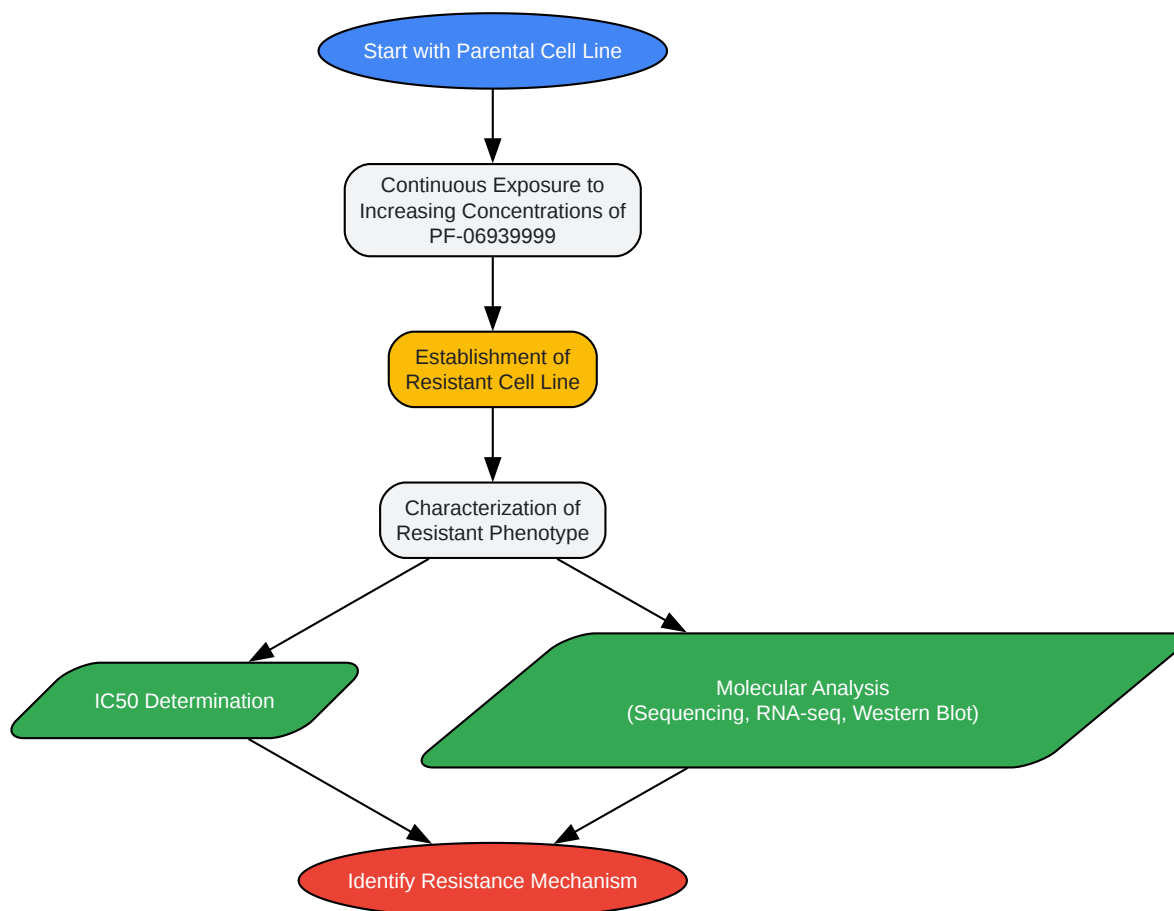 Start with Parental Cell Line
Continuous Exposure to
Increasing Concentrations of
PF-06939999
Establishment of
Resistant Cell Line
Characterization of
Resistant Phenotype
IC50 Determination
Molecular Analysis
(Sequencing, RNA-seq, Western Blot)
Identify Resistance Mechanism